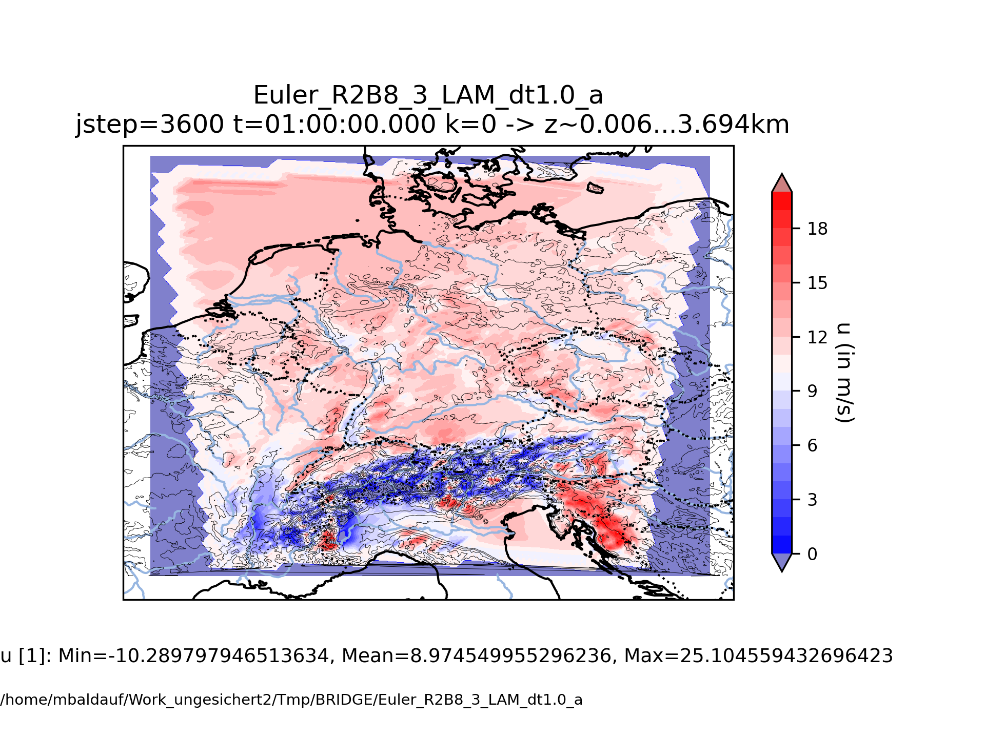 Euler_R2B8_3_LAM_dt1.0_a
jstep=3600 t=01:00:00.000 k=0 -> z~0.006...3.694km
18
15
12
9
6
3
0
u (in m/s)
u [1]: Min=-10.289797946513634, Mean=8.974549955296236, Max=25.104559432696423
/home/mbaldauf/Work_ungesichert2/Tmp/BRIDGE/Euler_R2B8_3_LAM_dt1.0_a